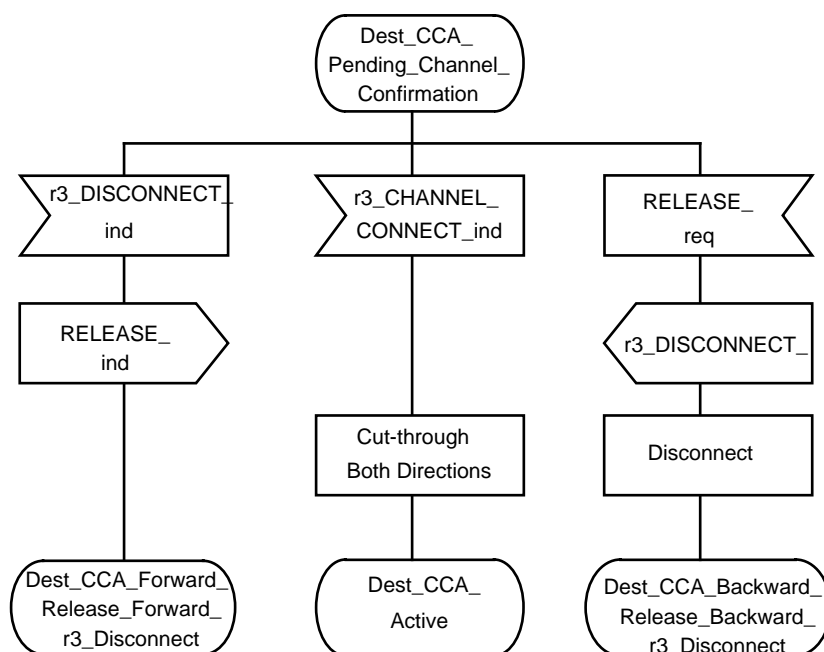 Dest_CCA_
Pending_Channel_
Confirmation
r3_DISCONNECT_
ind
r3_CHANNEL_
CONNECT_ind
RELEASE_
req
RELEASE_
ind
r3_DISCONNECT_
Cut-through
Both Directions
Disconnect
Dest_CCA_Forward_
Release_Forward_
r3_Disconnect
Dest_CCA_
Active
Dest_CCA_Backward_
Release_Backward_
r3_Disconnect